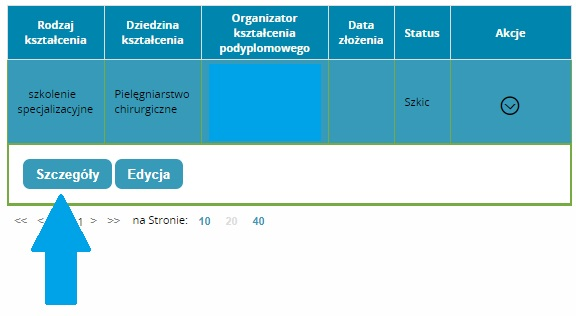 Rodzaj kształcenia
Dziedzina kształcenia
Organizator kształcenia podyplomowego
Data złożenia
Status
Akcje
szkolenie specjalizacyjne
Pielęgniarstwo chirurgiczne
Szkic
Szczegóły Edycja
<< < 1 > >> na Stronie: 10 20 40